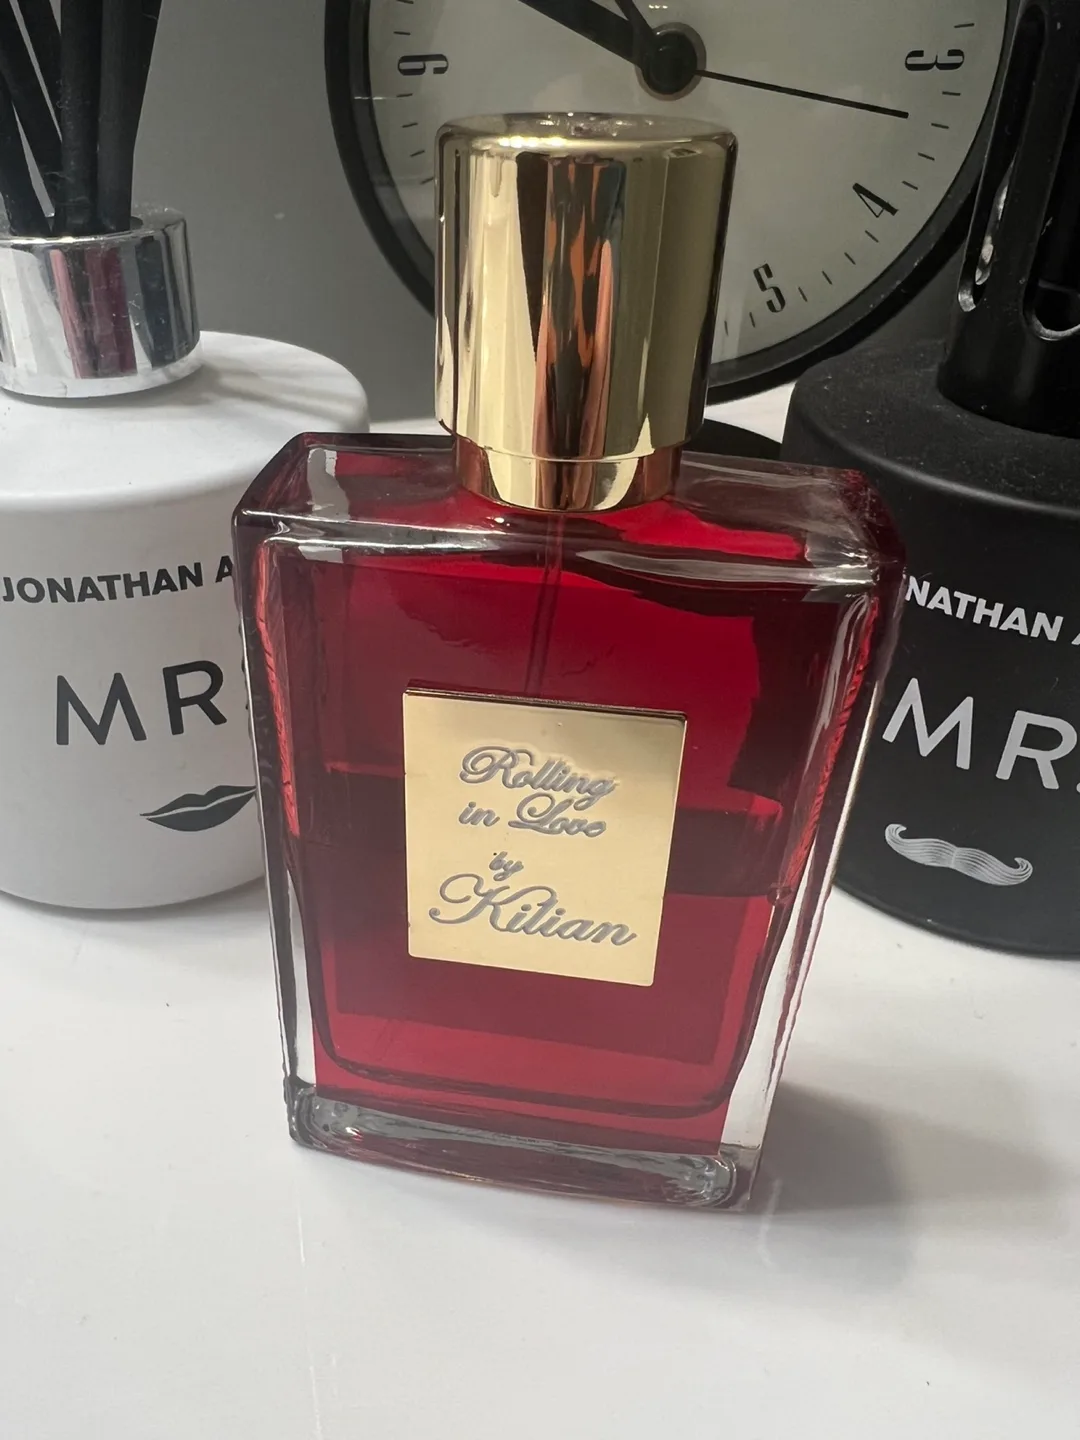 9
3
4
5
JONATHAN A
MR
NATHAN
MR
Rolling
in Love
by
Kilian